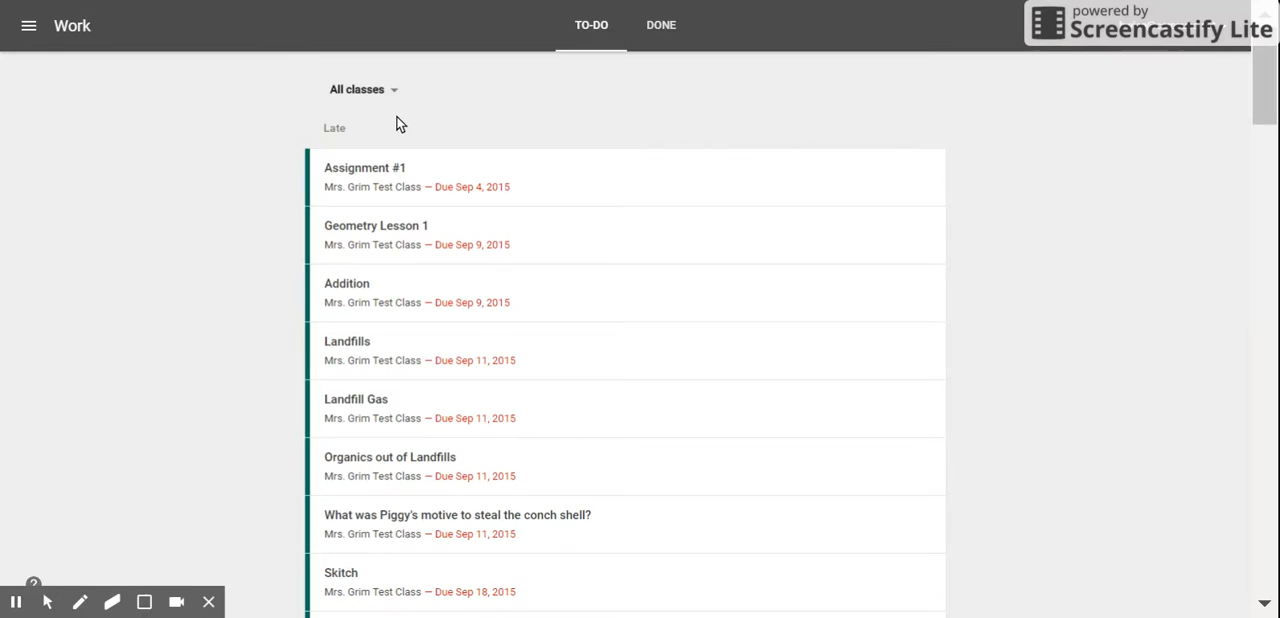 Work
TO-DO
DONE
powered by
Screencastify Lite
All classes
Late
Assignment #1
Mrs. Grim Test Class — Due Sep 4, 2015
Geometry Lesson 1
Mrs. Grim Test Class — Due Sep 9, 2015
Addition
Mrs. Grim Test Class — Due Sep 9, 2015
Landfills
Mrs. Grim Test Class — Due Sep 11, 2015
Landfill Gas
Mrs. Grim Test Class — Due Sep 11, 2015
Organics out of Landfills
Mrs. Grim Test Class — Due Sep 11, 2015
What was Piggy's motive to steal the conch shell?
Mrs. Grim Test Class — Due Sep 11, 2015
Skitch
Mrs. Grim Test Class — Due Sep 18, 2015
?